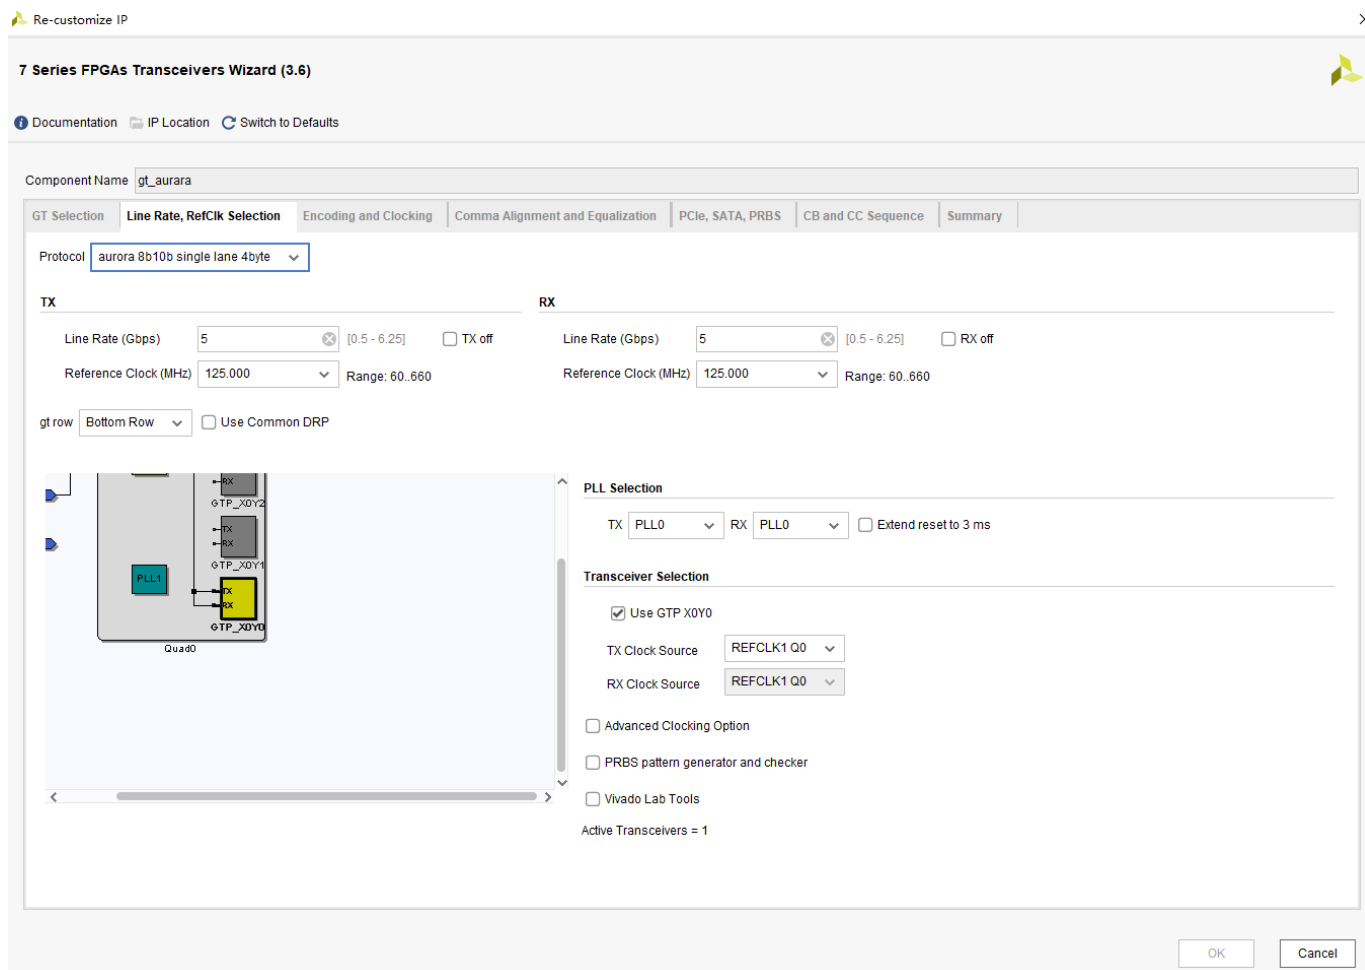 Re-customize IP
7 Series FPGAs Transceivers Wizard (3.6)
Documentation IP Location Switch to Defaults
Component Name gt_aurara
GT Selection Line Rate, RefClk Selection Encoding and Clocking Comma Alignment and Equalization PCIe, SATA, PRBS CB and CC Sequence Summary
Protocol aurora 8b10b single lane 4byte
TX RX
Line Rate (Gbps) 5 [0.5 - 6.25] TX off Line Rate (Gbps) 5 [0.5 - 6.25] RX off
Reference Clock (MHz) 125.000 Range: 60..660 Reference Clock (MHz) 125.000 Range: 60..660
gt row Bottom Row Use Common DRP
RX
GTP_X0Y2
TX
RX
GTP_X0Y1
PLL1
TX
RX
GTP_X0Y0
Quad0
PLL Selection
TX PLL0 RX PLL0 Extend reset to 3 ms
Transceiver Selection
Use GTP X0Y0
TX Clock Source REFCLK1 Q0
RX Clock Source REFCLK1 Q0
Advanced Clocking Option
PRBS pattern generator and checker
Vivado Lab Tools
Active Transceivers = 1
OK Cancel